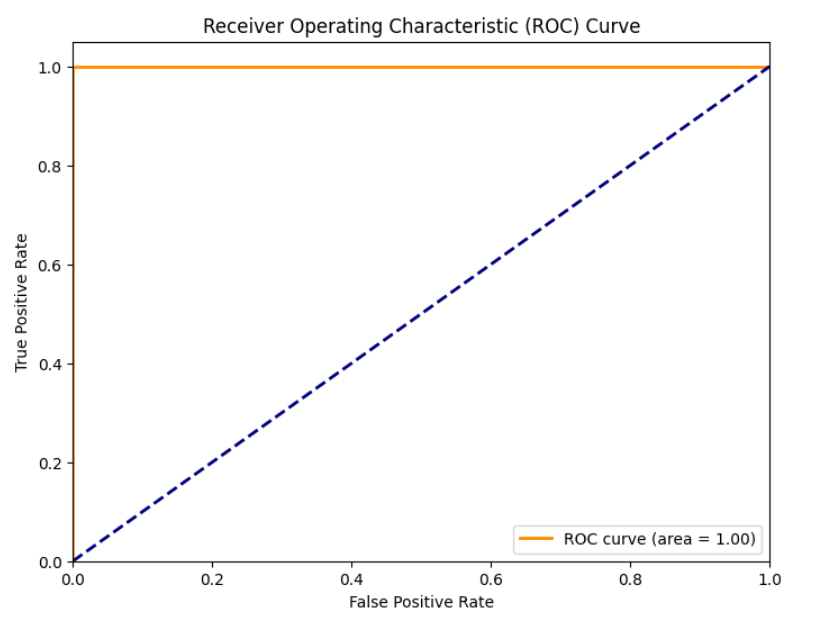 Receiver Operating Characteristic (ROC) Curve
1.0
0.8
0.6
0.4
0.2
0.0
True Positive Rate
ROC curve (area = 1.00)
0.0 0.2 0.4 0.6 0.8 1.0
False Positive Rate